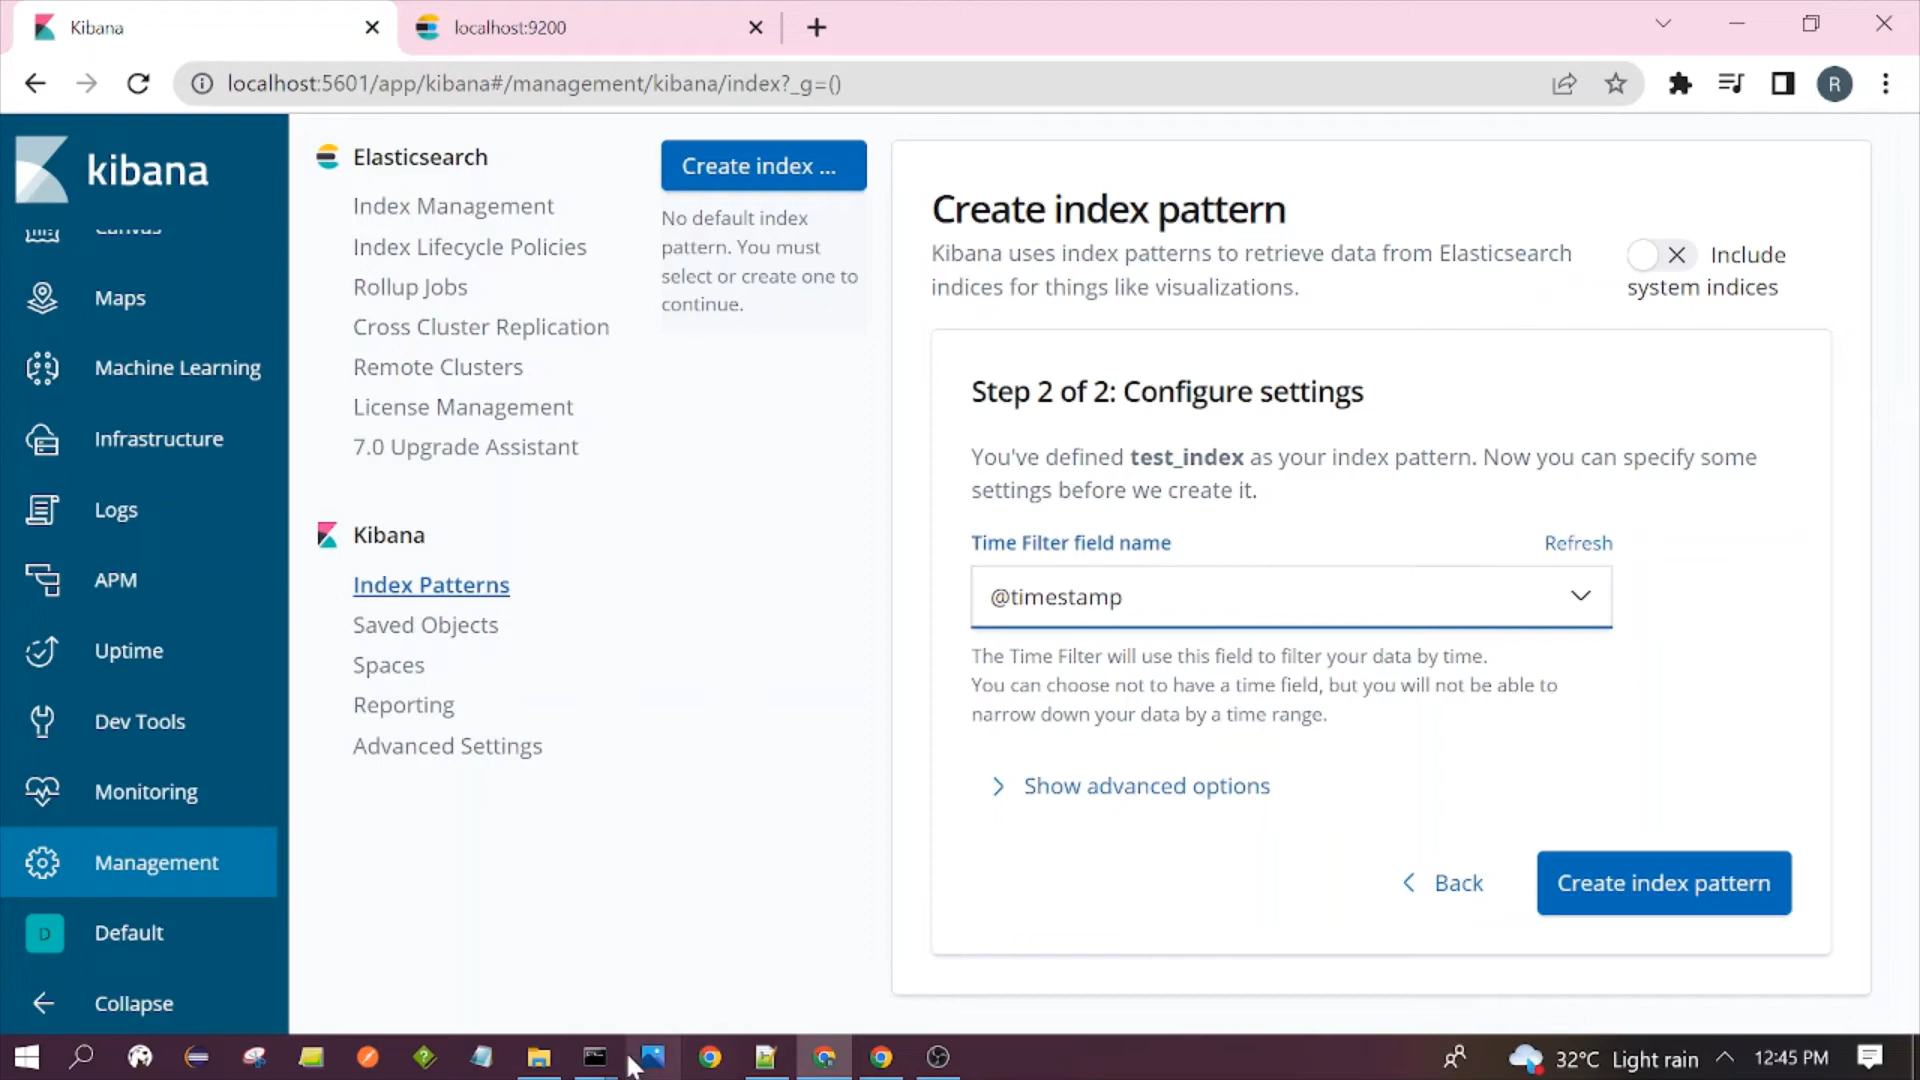 Kibana
localhost:9200
localhost:5601/app/kibana#/management/kibana/index?_g=()
R
kibana
Canvas
Maps
Machine Learning
Infrastructure
Logs
APM
Uptime
Dev Tools
Monitoring
Management
D
Default
Collapse
Elasticsearch
Index Management
Index Lifecycle Policies
Rollup Jobs
Cross Cluster Replication
Remote Clusters
License Management
7.0 Upgrade Assistant
Kibana
Index Patterns
Saved Objects
Spaces
Reporting
Advanced Settings
Create index ...
No default index
pattern. You must
select or create one to
continue.
Create index pattern
Kibana uses index patterns to retrieve data from Elasticsearch
indices for things like visualizations.
Include
system indices
Step 2 of 2: Configure settings
You've defined test_index as your index pattern. Now you can specify some
settings before we create it.
Time Filter field name
Refresh
@timestamp
The Time Filter will use this field to filter your data by time.
You can choose not to have a time field, but you will not be able to
narrow down your data by a time range.
Show advanced options
Back
Create index pattern
32°C Light rain
12:45 PM